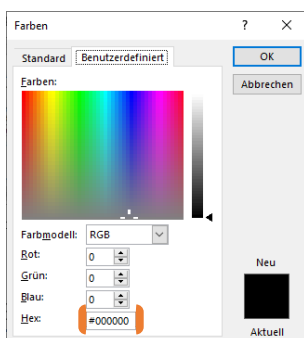 Farben ? ×
Standard Benutzerdefiniert OK
Farben: Abbrechen
Farbmodell: RGB
Rot: 0
Grün: 0 Neu
Blau: 0
Hex: #000000
Aktuell